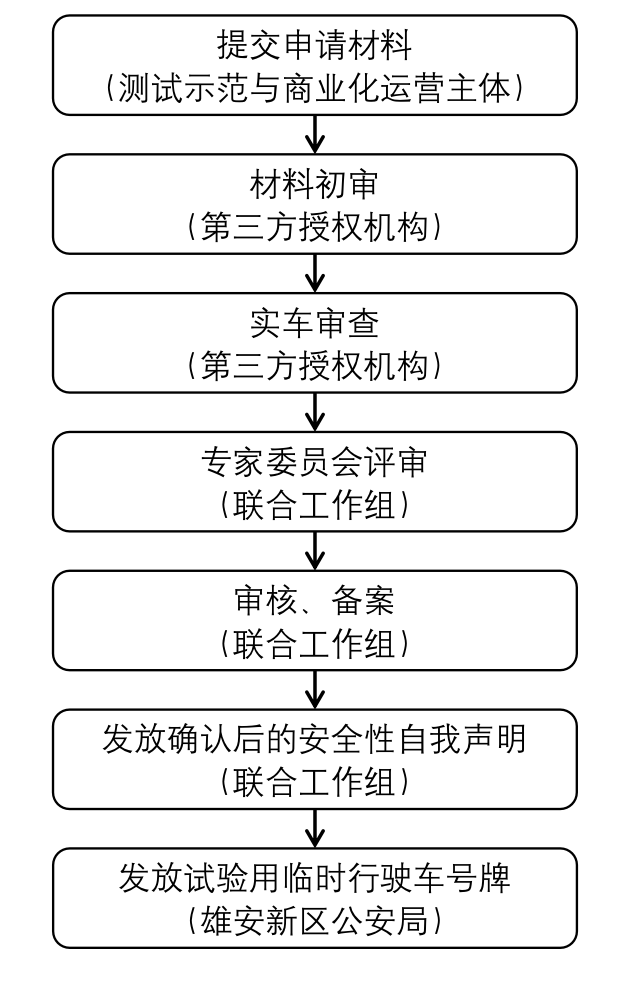 提交申请材料
(测试示范与商业化运营主体)
材料初审
(第三方授权机构)
实车审查
(第三方授权机构)
专家委员会评审
(联合工作组)
审核、备案
(联合工作组)
发放确认后的安全性自我声明
(联合工作组)
发放试验用临时行驶车号牌
(雄安新区公安局)